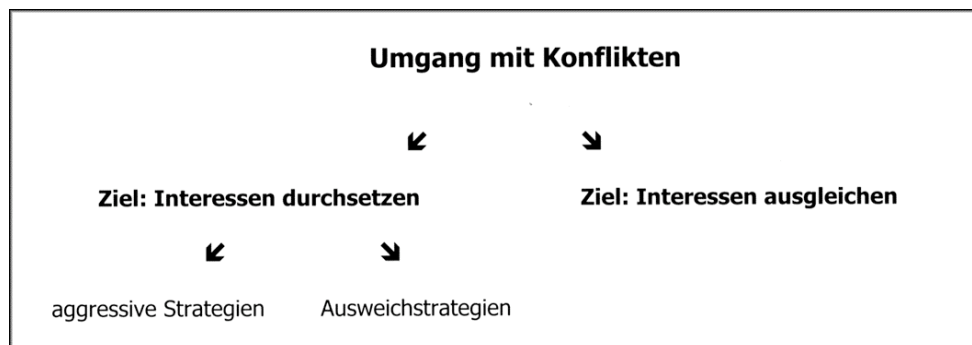 Umgang mit Konflikten
Ziel: Interessen durchsetzen
Ziel: Interessen ausgleichen
aggressive Strategien
Ausweichstrategien